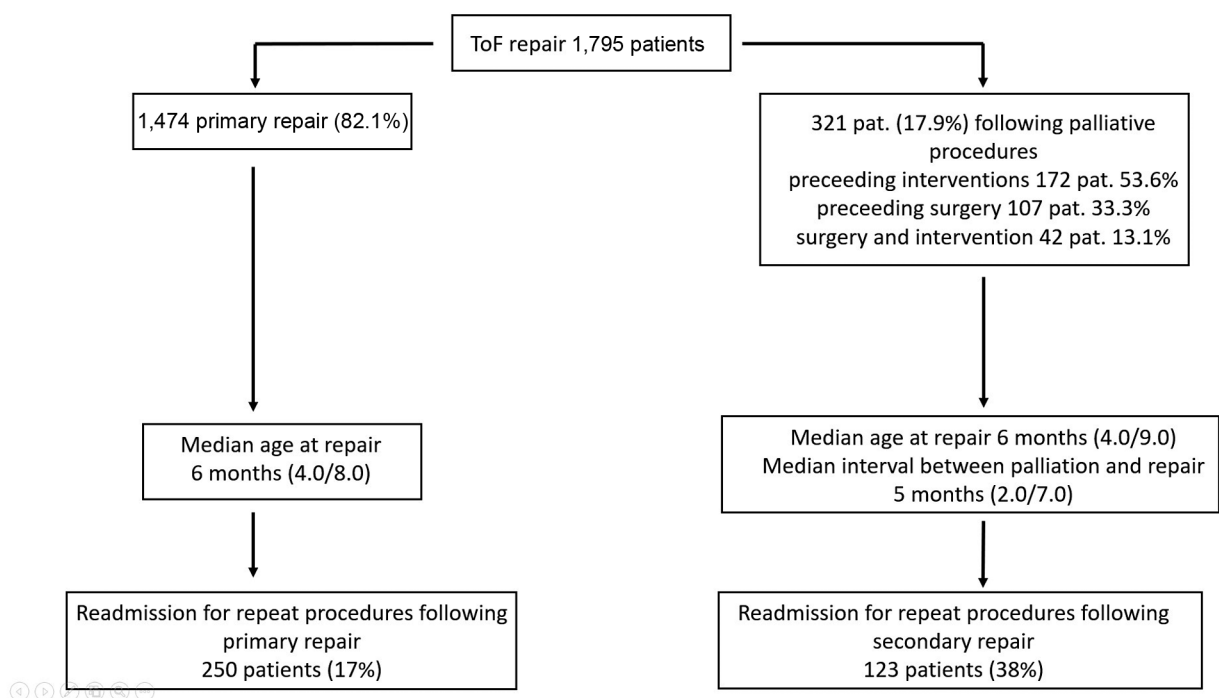 ToF repair 1,795 patients
1,474 primary repair (82.1%)
321 pat. (17.9%) following palliative
procedures
preceeding interventions 172 pat. 53.6%
preceeding surgery 107 pat. 33.3%
surgery and intervention 42 pat. 13.1%
Median age at repair
6 months (4.0/8.0)
Median age at repair 6 months (4.0/9.0)
Median interval between palliation and repair
5 months (2.0/7.0)
Readmission for repeat procedures following
primary repair
250 patients (17%)
Readmission for repeat procedures following
secondary repair
123 patients (38%)